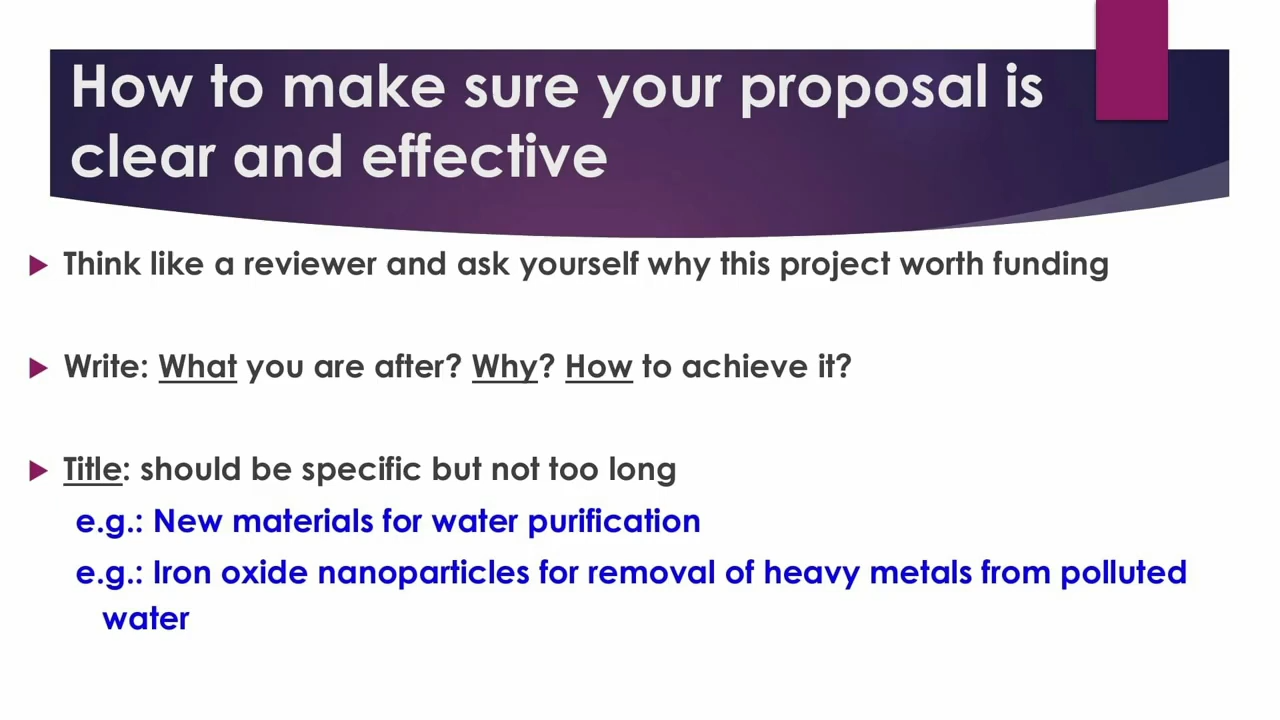 How to make sure your proposal is
clear and effective
Think like a reviewer and ask yourself why this project worth funding
Write: What you are after? Why? How to achieve it?
Title: should be specific but not too long
e.g.: New materials for water purification
e.g.: Iron oxide nanoparticles for removal of heavy metals from polluted
water